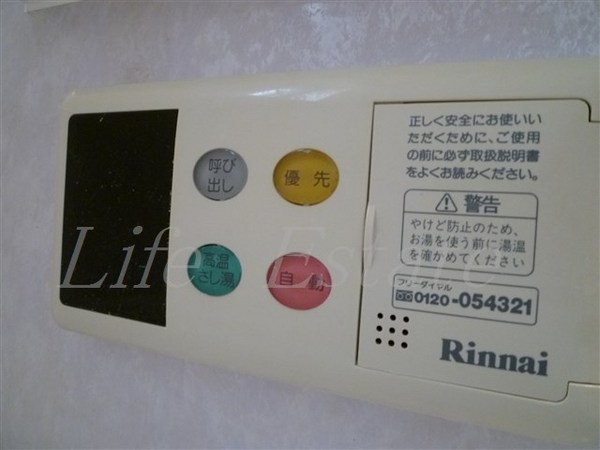 呼び
出し
優先
高温
さし湯
自動
正しく安全にお使いい
ただくために、ご使用
の前に必ず取扱説明書
をよくお読みください。
警告
やけど防止のため、
お湯を使う前に湯温
を確かめてください
フリーダイヤル
0120-054321
Rinnai
Life Estate